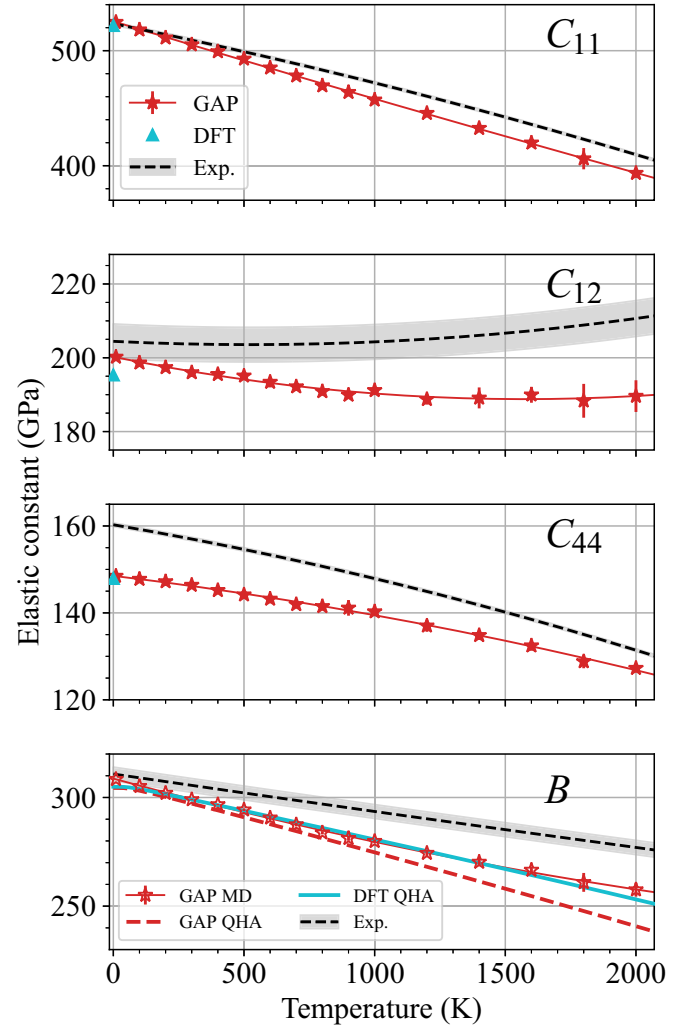 500
400
C11
GAP
DFT
Exp.
220
200
180
C12
Elastic constant (GPa)
160
140
120
C44
300
250
B
GAP MD
GAP QHA
DFT QHA
Exp.
0
500
1000
1500
2000
Temperature (K)